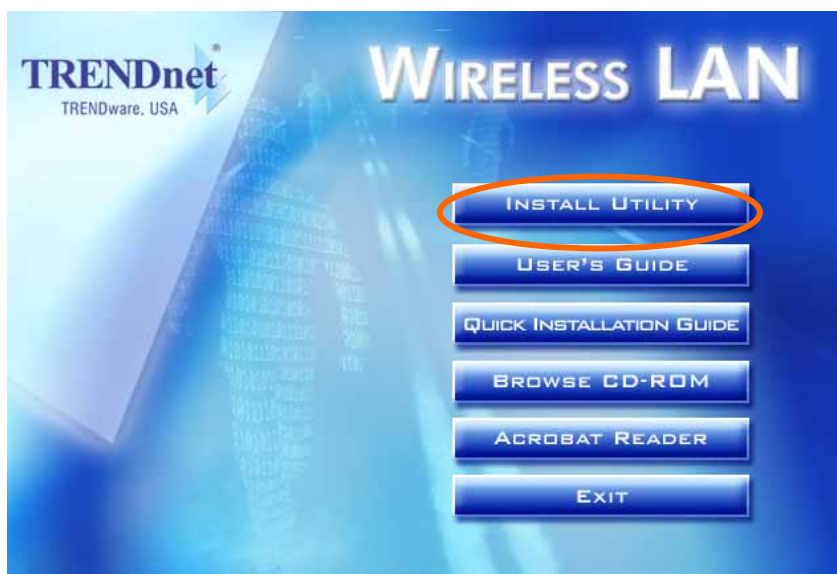 TRENDnet®
TRENDware, USA
WIRELESS LAN
INSTALL UTILITY
USER'S GUIDE
QUICK INSTALLATION GUIDE
BROWSE CD-ROM
ACROBAT READER
EXIT